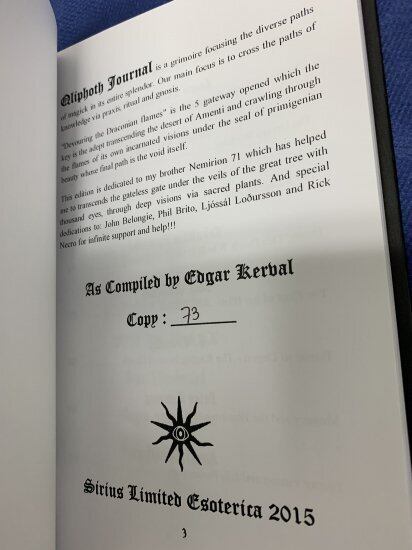 Qliphoth Journal is a grimoire focusing the diverse paths
of magick in its entire splendor. Our main focus is to cross the paths of
knowledge via praxis, ritual and gnosis.
"Devouring the Draconian flames" is the 5 gateway opened which the
key is the adept transcending the desert of Amenti and crawling through
the flames of its own incarnated visions under the seal of primigenian
beauty whose final path is the void itself.
This edition is dedicated to my brother Nemirion 71 which has helped
me to transcends the gateless gate under the veils of the great tree with
thousand eyes, through deep visions via sacred plants. And special
dedications to: John Belongie, Phil Brito, Ljóssál Loðursson and Rick
Necro for infinite support and help!!!
As Compiled by Edgar Kerval
Copy : 73
Sirius Limited Esoterica 2015
3